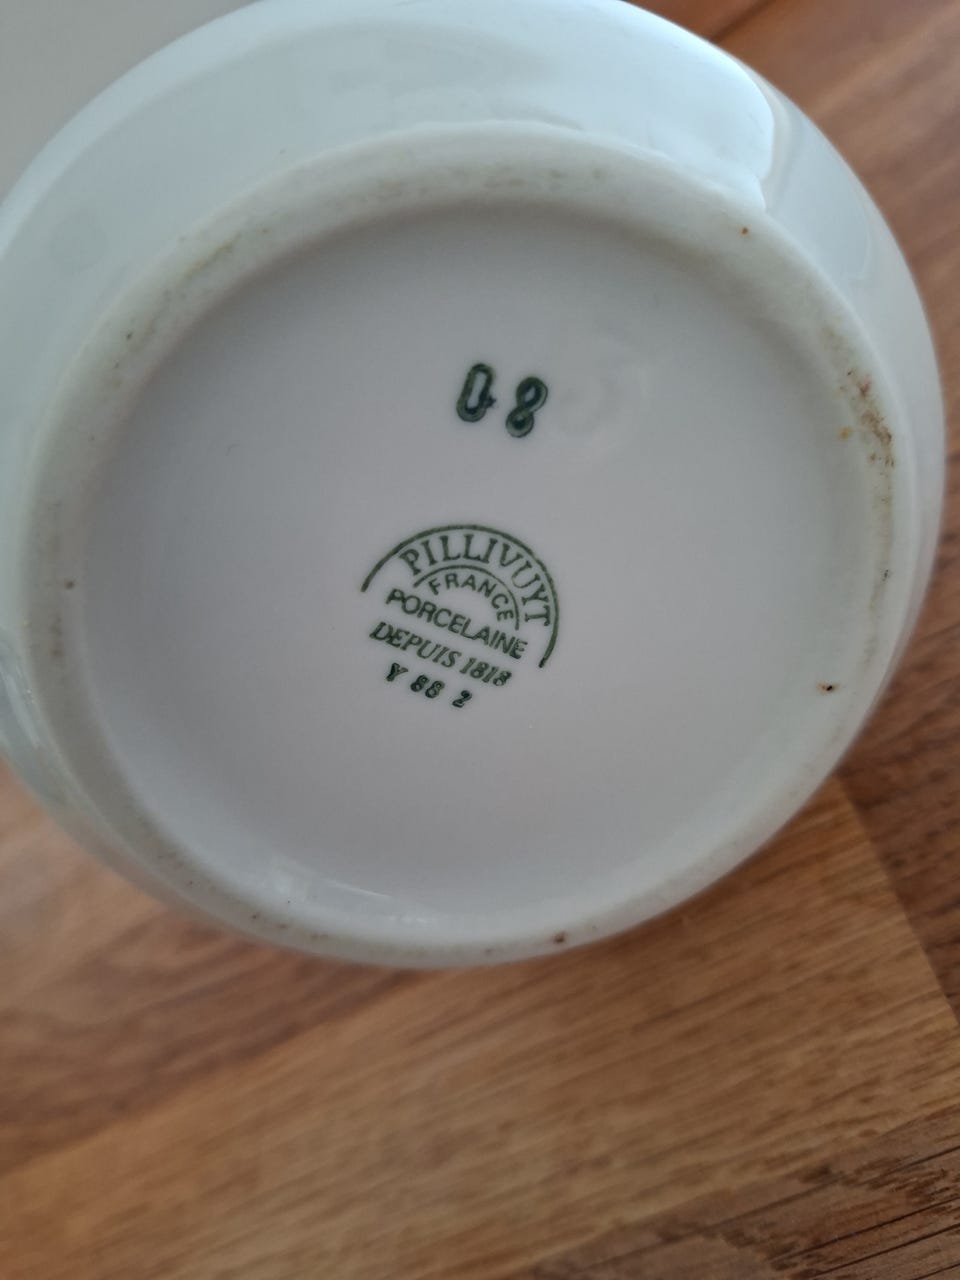 08
PILLIVUYT
FRANCE
PORCELAINE
DEPUIS 1818
Y 88 2